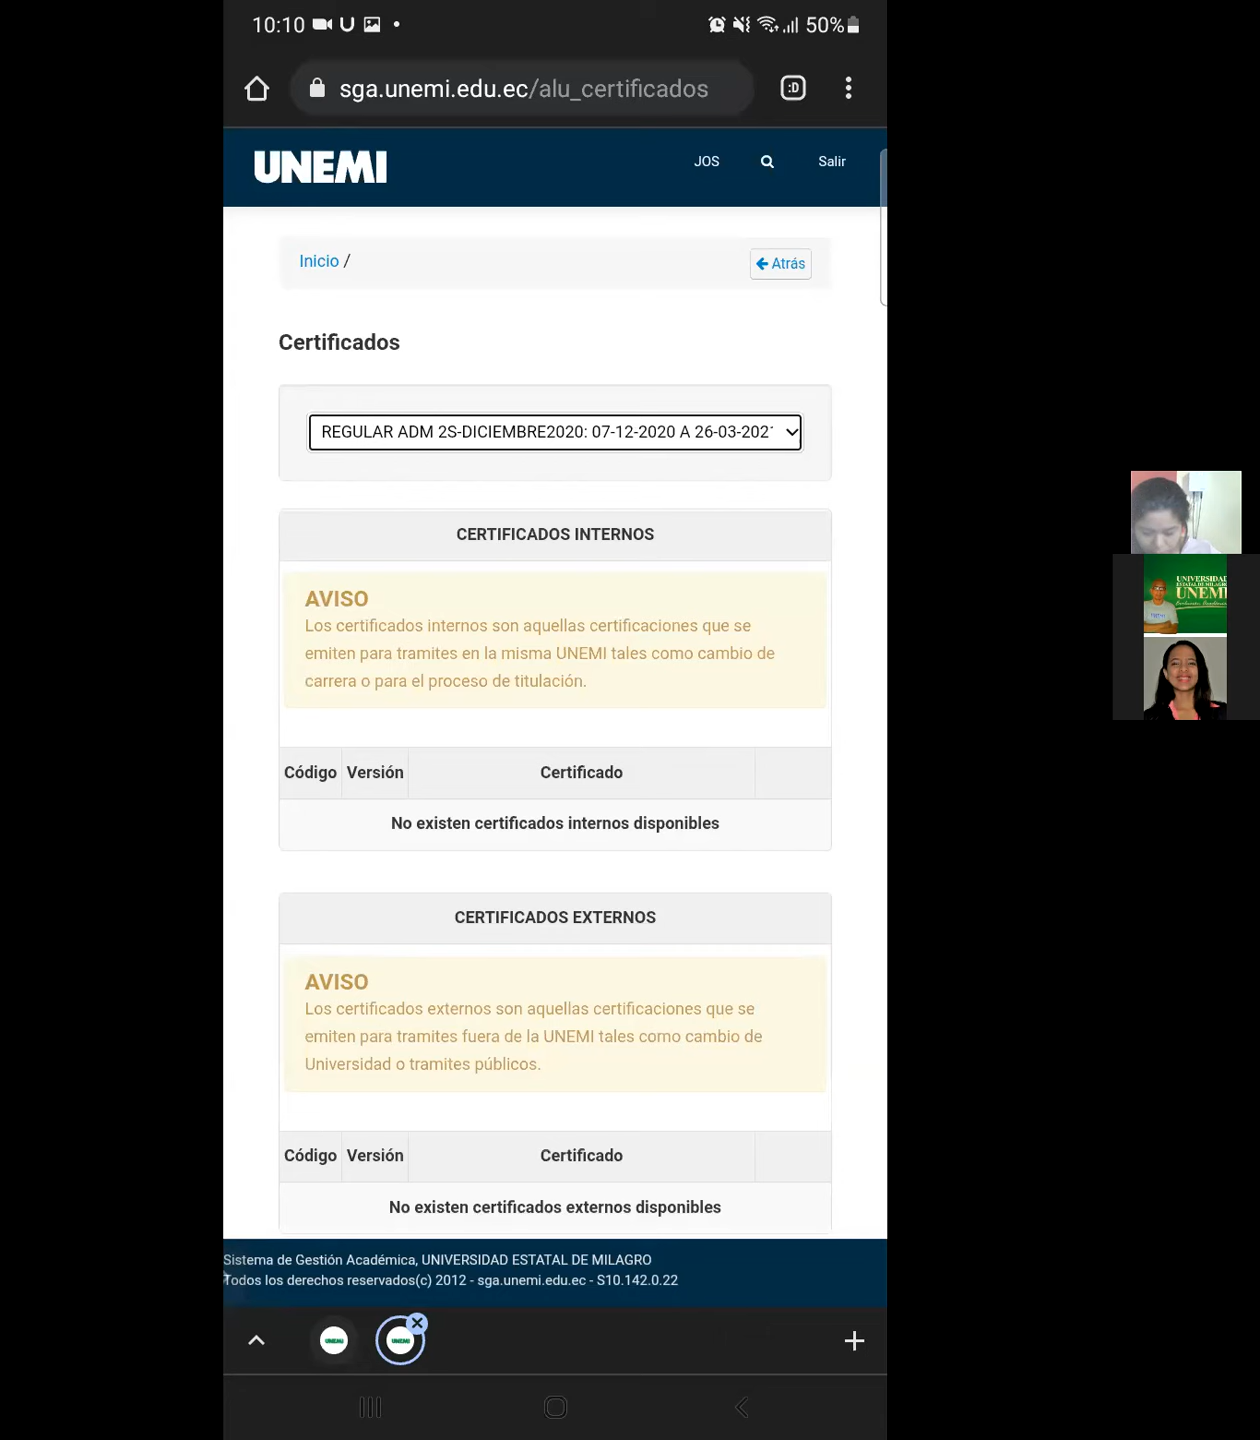 10:10
50%
sga.unemi.edu.ec/alu_certificados
:D
UNEMI
JOS
Salir
Inicio /
Atrás
Certificados
REGULAR ADM 2S-DICIEMBRE2020: 07-12-2020 A 26-03-202
CERTIFICADOS INTERNOS
AVISO
Los certificados internos son aquellas certificaciones que se
emiten para tramites en la misma UNEMI tales como cambio de
carrera o para el proceso de titulación.
Código Versión Certificado
No existen certificados internos disponibles
CERTIFICADOS EXTERNOS
AVISO
Los certificados externos son aquellas certificaciones que se
emiten para tramites fuera de la UNEMI tales como cambio de
Universidad o tramites públicos.
Código Versión Certificado
No existen certificados externos disponibles
Sistema de Gestión Académica, UNIVERSIDAD ESTATAL DE MILAGRO
Todos los derechos reservados(c) 2012 - sga.unemi.edu.ec - S10.142.0.22
UNEMI
UNEMI
UNIVERSIDAD
ESTATAL DE MILAGRO
UNEMI